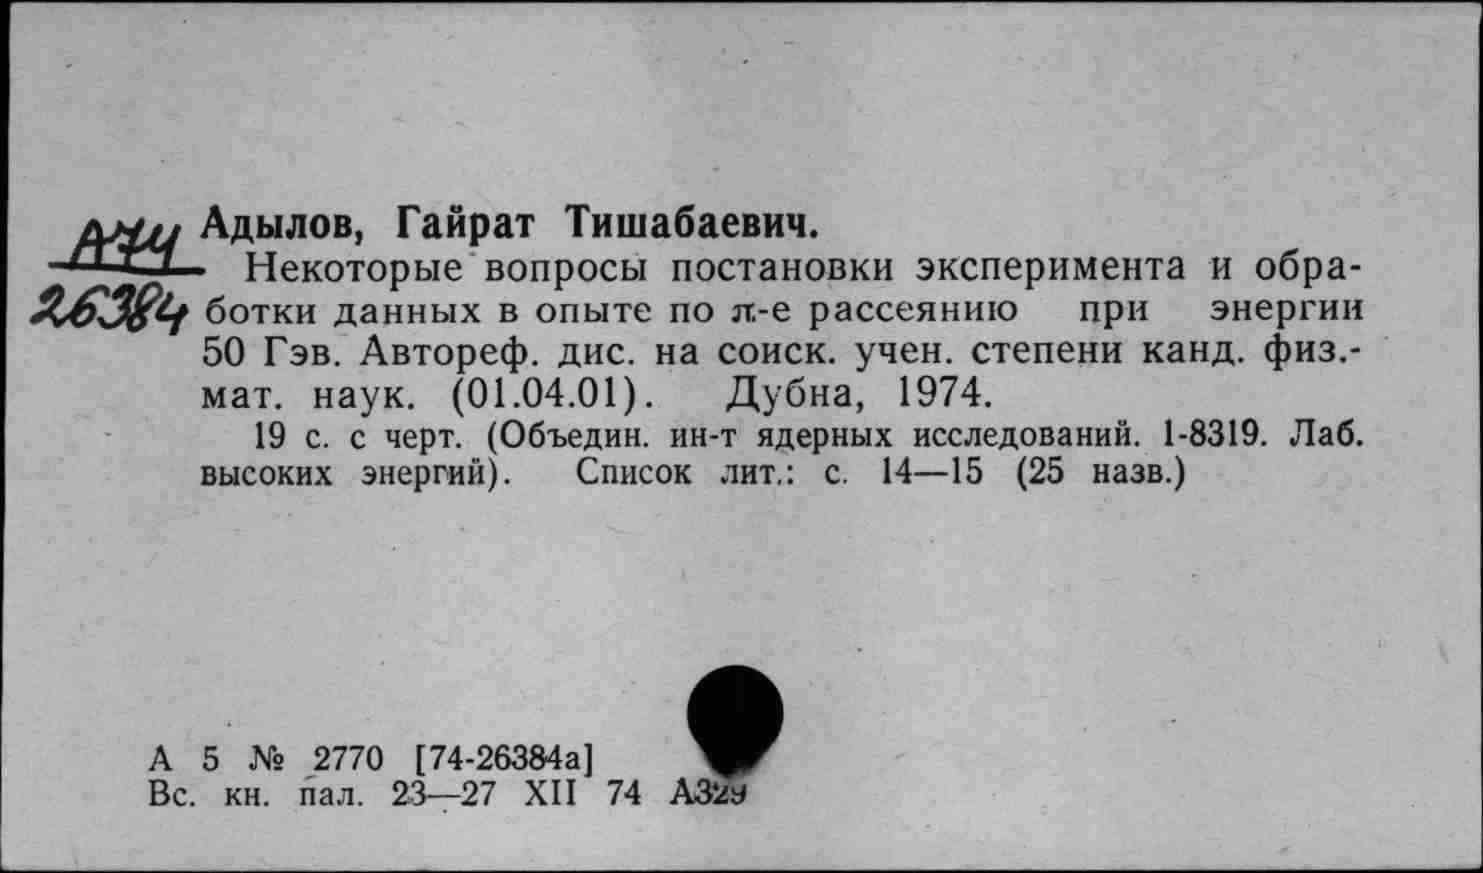 Адылов, Гайрат Тишабаевич.
Некоторые вопросы постановки эксперимента и обра-
26384 ботки данных в опыте по π-e рассеянию при энергии
50 Гэв. Автореф. дис. на соиск. учен. степени канд. физ.-
мат. наук. (01.04.01). Дубна, 1974.
19 с. с черт. (Объедин. ин-т ядерных исследований. 1-8319. Лаб.
высоких энергий). Список лит.: с. 14—15 (25 назв.)
А 5 № 2770 [74-26384а]
Вс. кн. пал. 23—27 XII 74 А329